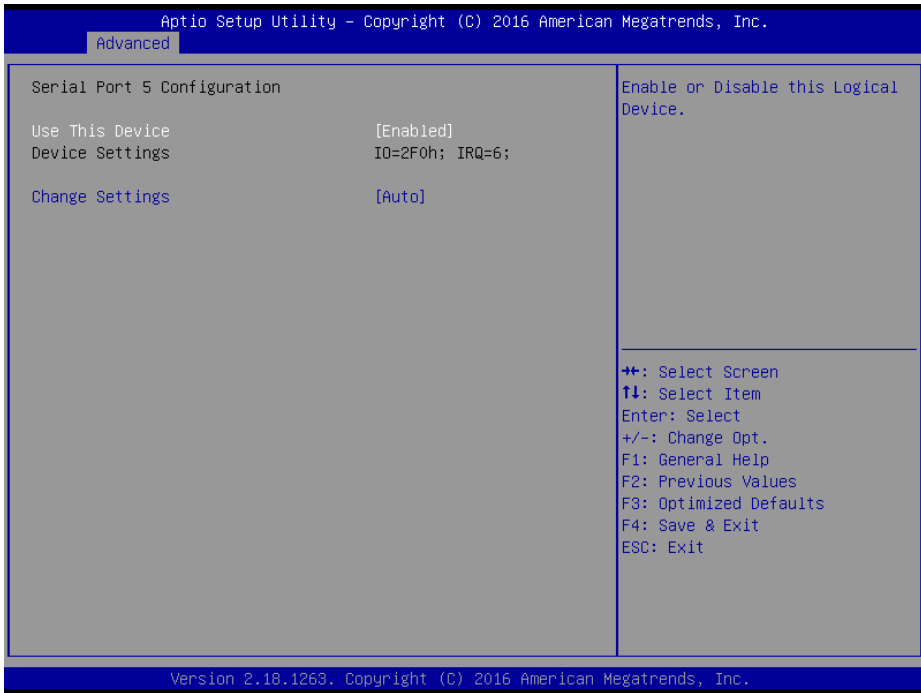 Aptio Setup Utility – Copyright (C) 2016 American Megatrends, Inc.
Advanced
Serial Port 5 Configuration
Use This Device [Enabled]
Device Settings IO=2F0h; IRQ=6;
Change Settings [Auto]
Enable or Disable this Logical
Device.
→←: Select Screen
↑↓: Select Item
Enter: Select
+/-: Change Opt.
F1: General Help
F2: Previous Values
F3: Optimized Defaults
F4: Save & Exit
ESC: Exit
Version 2.18.1263. Copyright (C) 2016 American Megatrends, Inc.